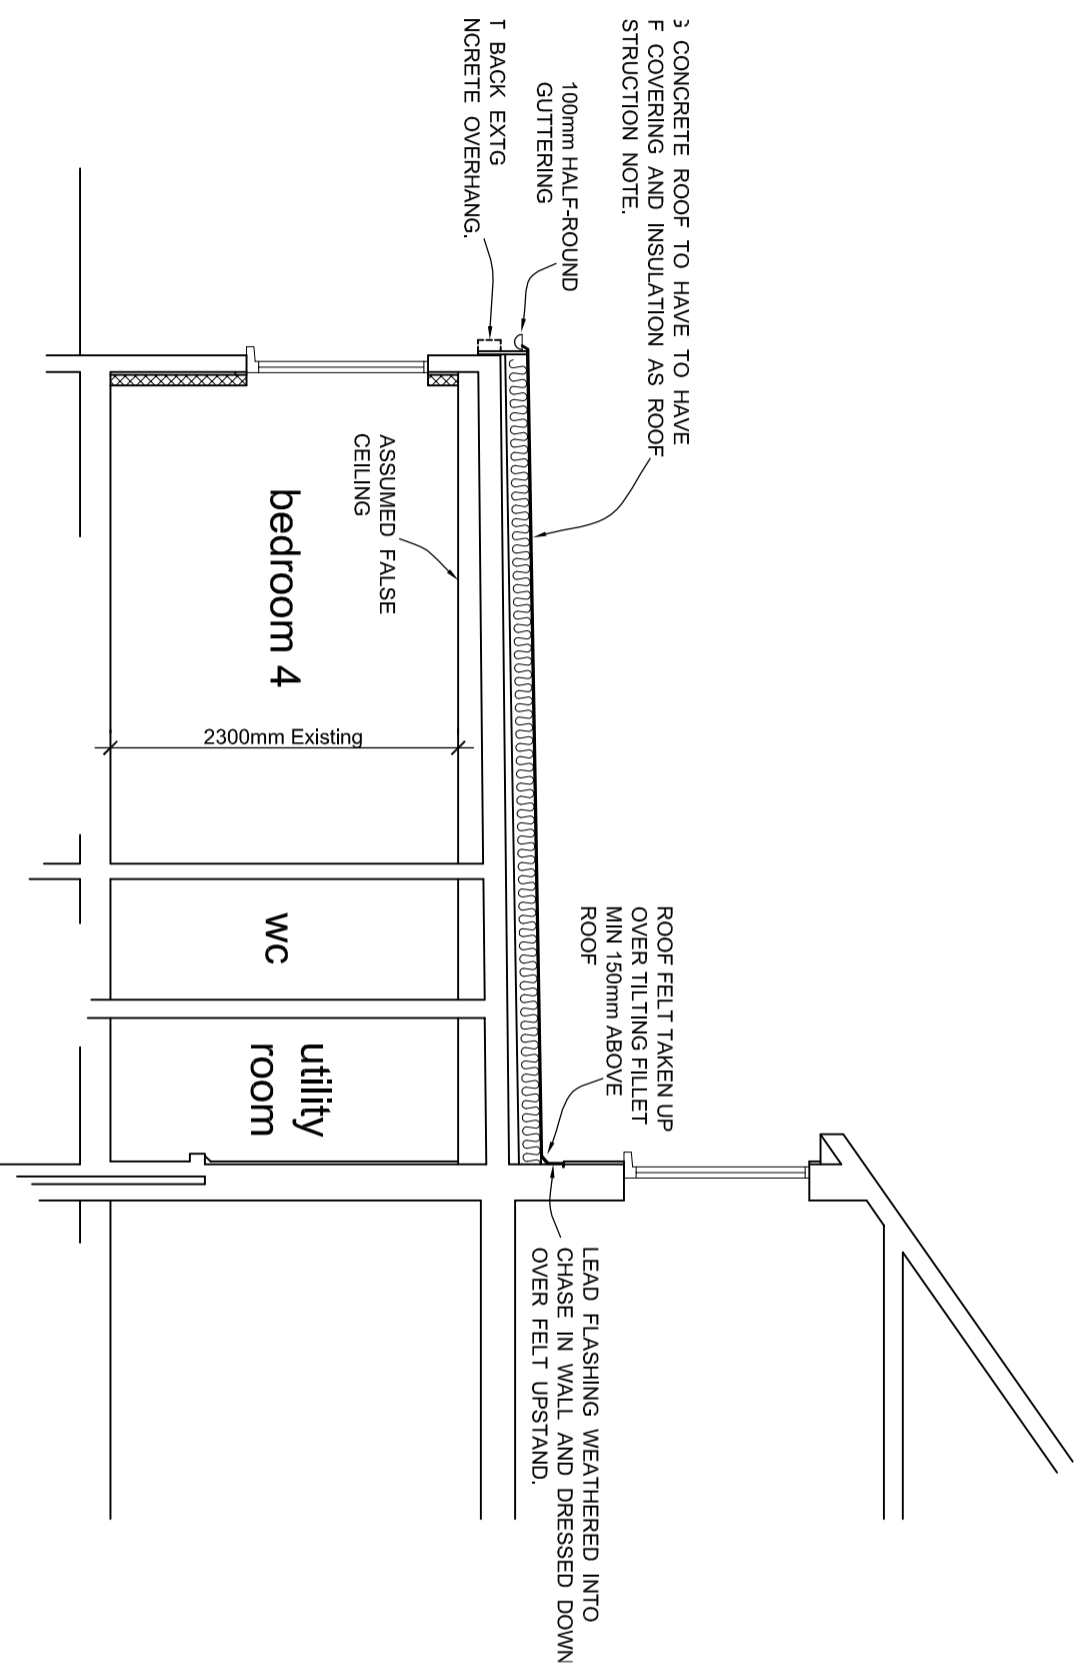 CONCRETE ROOF TO HAVE TO HAVE
F COVERING AND INSULATION AS ROOF
STRUCTION NOTE.
100mm HALF-ROUND
GUTTERING
T BACK EXTG
NCRETE OVERHANG.
ASSUMED FALSE
CEILING
bedroom 4
2300mm Existing
ROOF FELT TAKEN UP
OVER TILTING FILLET
MIN 150mm ABOVE
ROOF
wc
utility
room
LEAD FLASHING WEATHERED INTO
CHASE IN WALL AND DRESSED DOWN
OVER FELT UPSTAND.